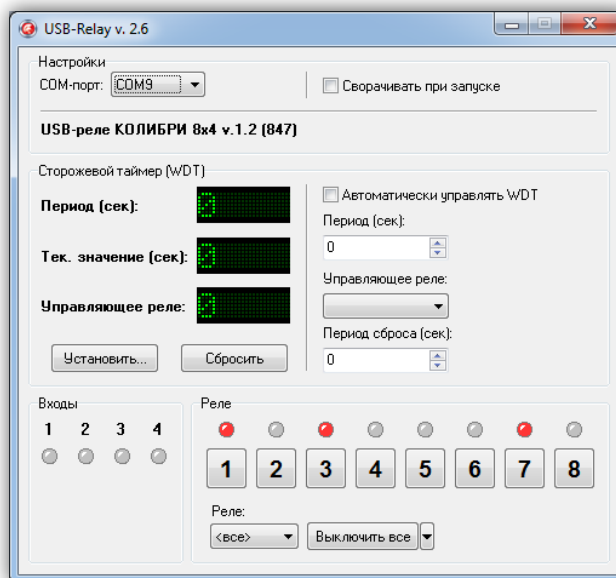 USB-Relay v. 2.6
Настройки
COM-порт: COM9
Сворачивать при запуске
USB-реле КОЛИБРИ 8x4 v.1.2 (847)
Сторожевой таймер (WDT)
Период (сек): 0
Тек. значение (сек): 0
Управляющее реле: 0
Установить... Сбросить
Автоматически управлять WDT
Период (сек):
0
Управляющее реле:
Период сброса (сек):
0
Входы
1 2 3 4
Реле
1 2 3 4 5 6 7 8
Реле:
<все> Выключить все